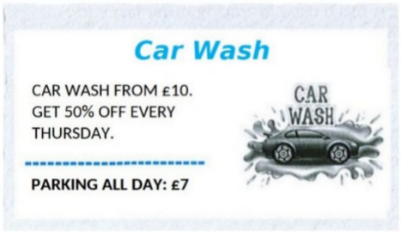 Car Wash
CAR WASH FROM £10.
GET 50% OFF EVERY
THURSDAY.
PARKING ALL DAY: £7
CAR
WASH